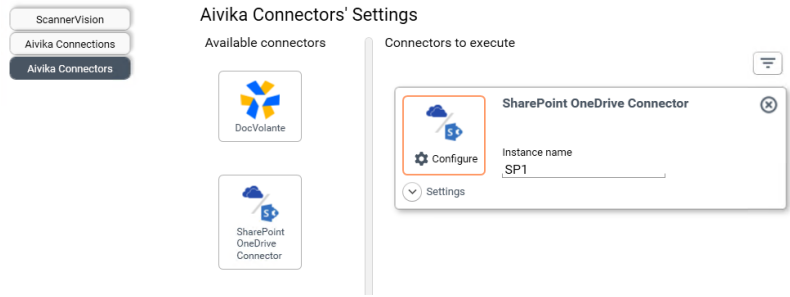 ScannerVision
Aivika Connections
Aivika Connectors
Aivika Connectors' Settings
Available connectors
DocVolante
SharePoint
OneDrive
Connector
Connectors to execute
SharePoint OneDrive Connector
Configure
Instance name
SP1
Settings